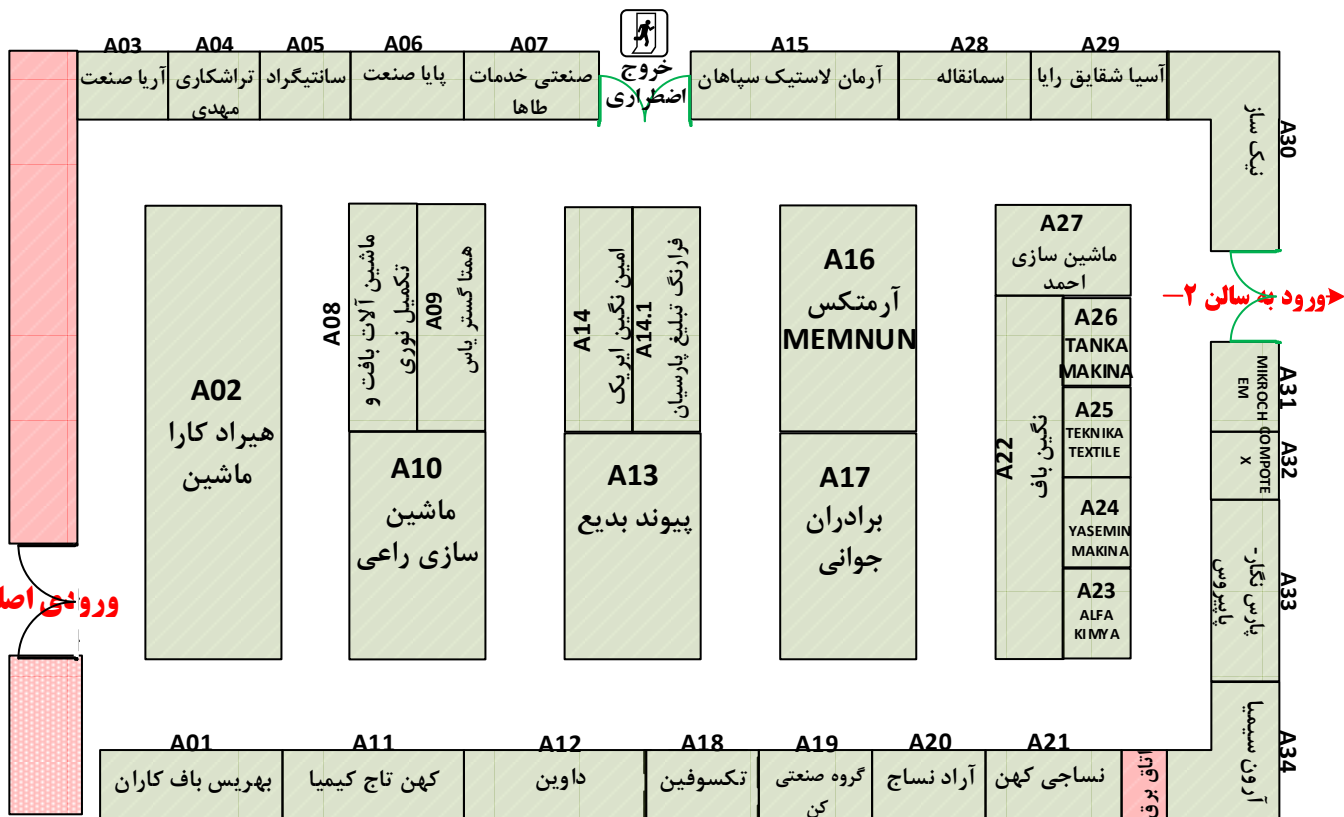 A03
آریا صنعت
A04
تراشکاری
مهدی
A05
سانتیگراد
A06
پایا صنعت
A07
صنعتی خدمات
طاها
خروج
اضطراری
A15
آرمان لاستیک سپاهان
A28
سمانقاله
A29
آسیا شقایق رایا
A30
نیک ساز
A02
هیراد کارا
ماشین
A08
ماشین آلات بافت و
تکمیل نوری
A09
همتا گستر یاس
A10
ماشین
سازی راعی
A14
امین نگین ایریک
A14.1
فرارنگ تبلیغ پارسیان
A13
پیوند بدیع
A16
آرمتکس
MEMNUN
A17
برادران
جوانی
A27
ماشین سازی
احمد
A22
نگین باف
A26
TANKA
MAKINA
A25
TEKNIKA
TEXTILE
A24
YASEMIN
MAKINA
A23
ALFA
KIMYA
ورود به سالن ۲
A31
MIKROCH
EM
A32
COMPOTE
X
A33
پارس نگار-
پاپیروس
A34
آرون سیمیا
ورودی اصل
A01
بهریس باف کاران
A11
کهن تاج کیمیا
A12
داوین
A18
تکسوفین
A19
گروه صنعتی
کن
A20
آراد نساج
A21
نساجی کهن
اتاق برق